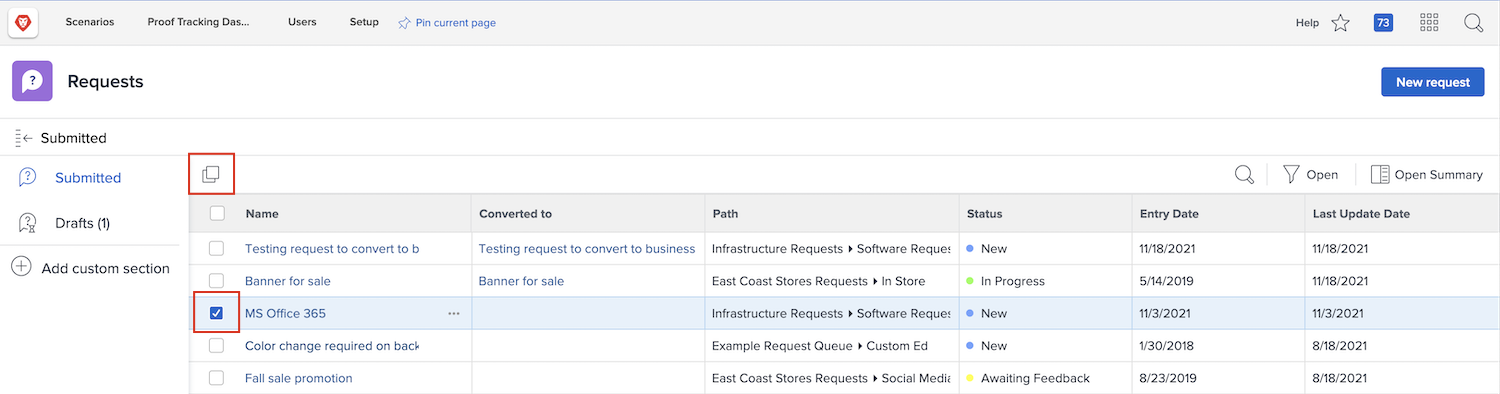 Scenarios Proof Tracking Das... Users Setup Pin current page Help 73
Requests New request
Submitted
Submitted
Drafts (1)
Add custom section
Open Open Summary
Name Converted to Path Status Entry Date Last Update Date
Testing request to convert to b Testing request to convert to business Infrastructure Requests Software Reques New 11/18/2021 11/18/2021
Banner for sale Banner for sale East Coast Stores Requests In Store In Progress 5/14/2019 11/18/2021
MS Office 365 ... Infrastructure Requests Software Reques New 11/3/2021 11/3/2021
Color change required on back Example Request Queue Custom Ed New 1/30/2018 8/18/2021
Fall sale promotion East Coast Stores Requests Social Media Awaiting Feedback 8/23/2019 8/18/2021